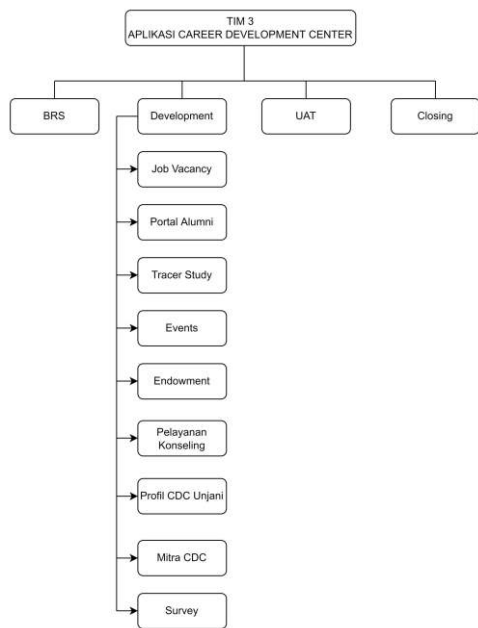 TIM 3
APLIKASI CAREER DEVELOPMENT CENTER
BRS
Development
UAT
Closing
Job Vacancy
Portal Alumni
Tracer Study
Events
Endowment
Pelayanan
Konseling
Profil CDC Unjani
Mitra CDC
Survey